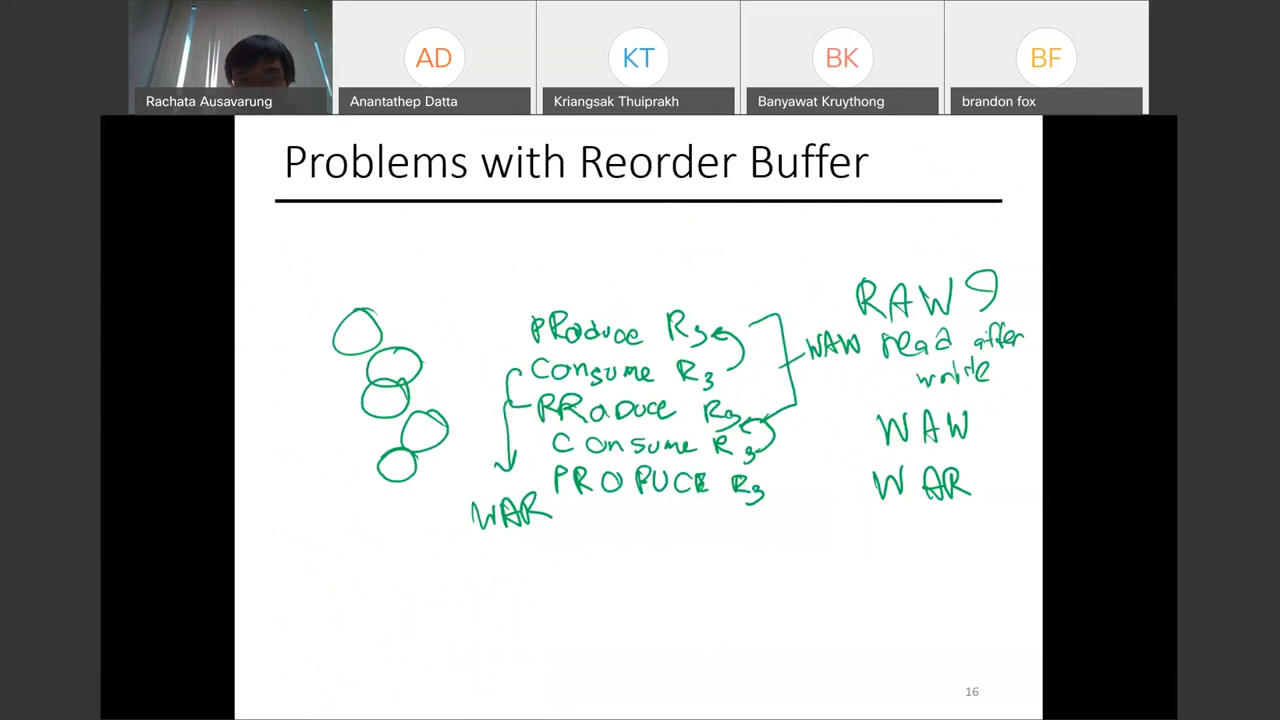 AD
KT
BK
BF
Rachata Ausavarung
Anantathep Datta
Kriangsak Thuiprakh
Banyawat Kruythong
brandon fox
Problems with Reorder Buffer
PRoduce R3
Consume R3
PRoduce R3
Consume R3
PRODUCE R3
WAW
WAR
RAW
read after
write
WAW
WAR
16